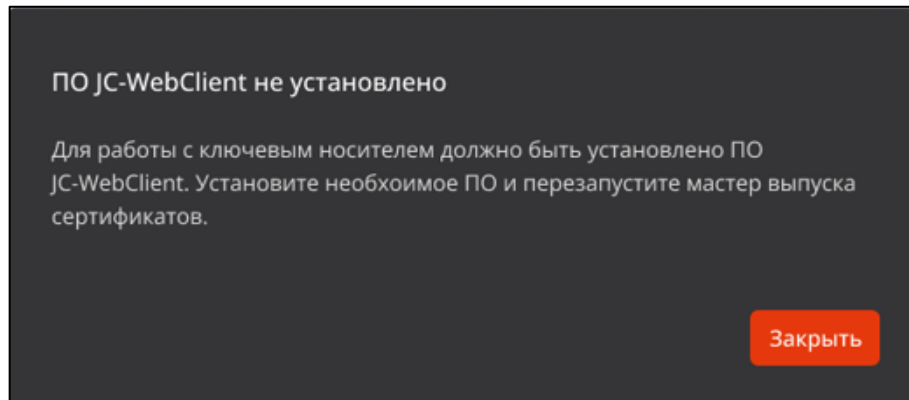 ПО JC-WebClient не установлено
Для работы с ключевым носителем должно быть установлено ПО
JC-WebClient. Установите необхоимое ПО и перезапустите мастер выпуска
сертификатов.
Закрыть